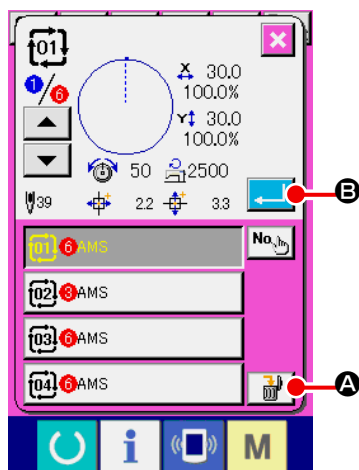 01
X 30.0
100.0%
1/6
Y 30.0
100.0%
50 2500
39 2.2 3.3
B
01 6 AMS
No.
02 3 AMS
03 6 AMS
04 6 AMS
A
i M